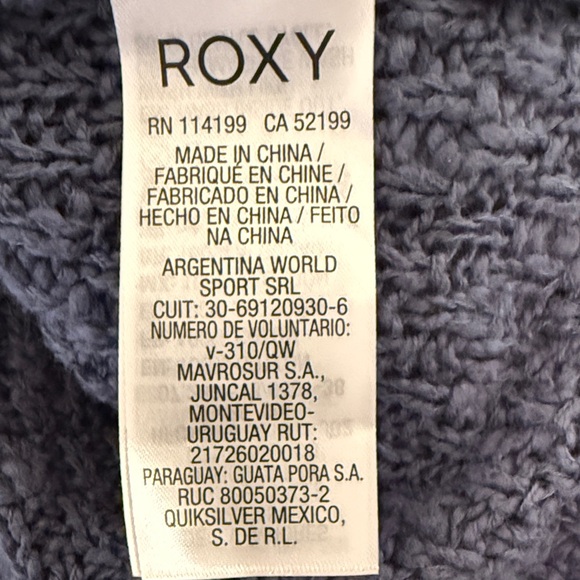 ROXY
RN 114199 CA 52199
MADE IN CHINA /
FABRIQUÉ EN CHINE /
FABRICADO EN CHINA /
HECHO EN CHINA / FEITO
NA CHINA
ARGENTINA WORLD
SPORT SRL
CUIT: 30-69120930-6
NUMERO DE VOLUNTARIO:
v-310/QW
MAVROSUR S.A.,
JUNCAL 1378,
MONTEVIDEO-
URUGUAY RUT:
21726020018
PARAGUAY: GUATA PORA S.A.
RUC 80050373-2
QUIKSILVER MEXICO,
S. DE R.L.